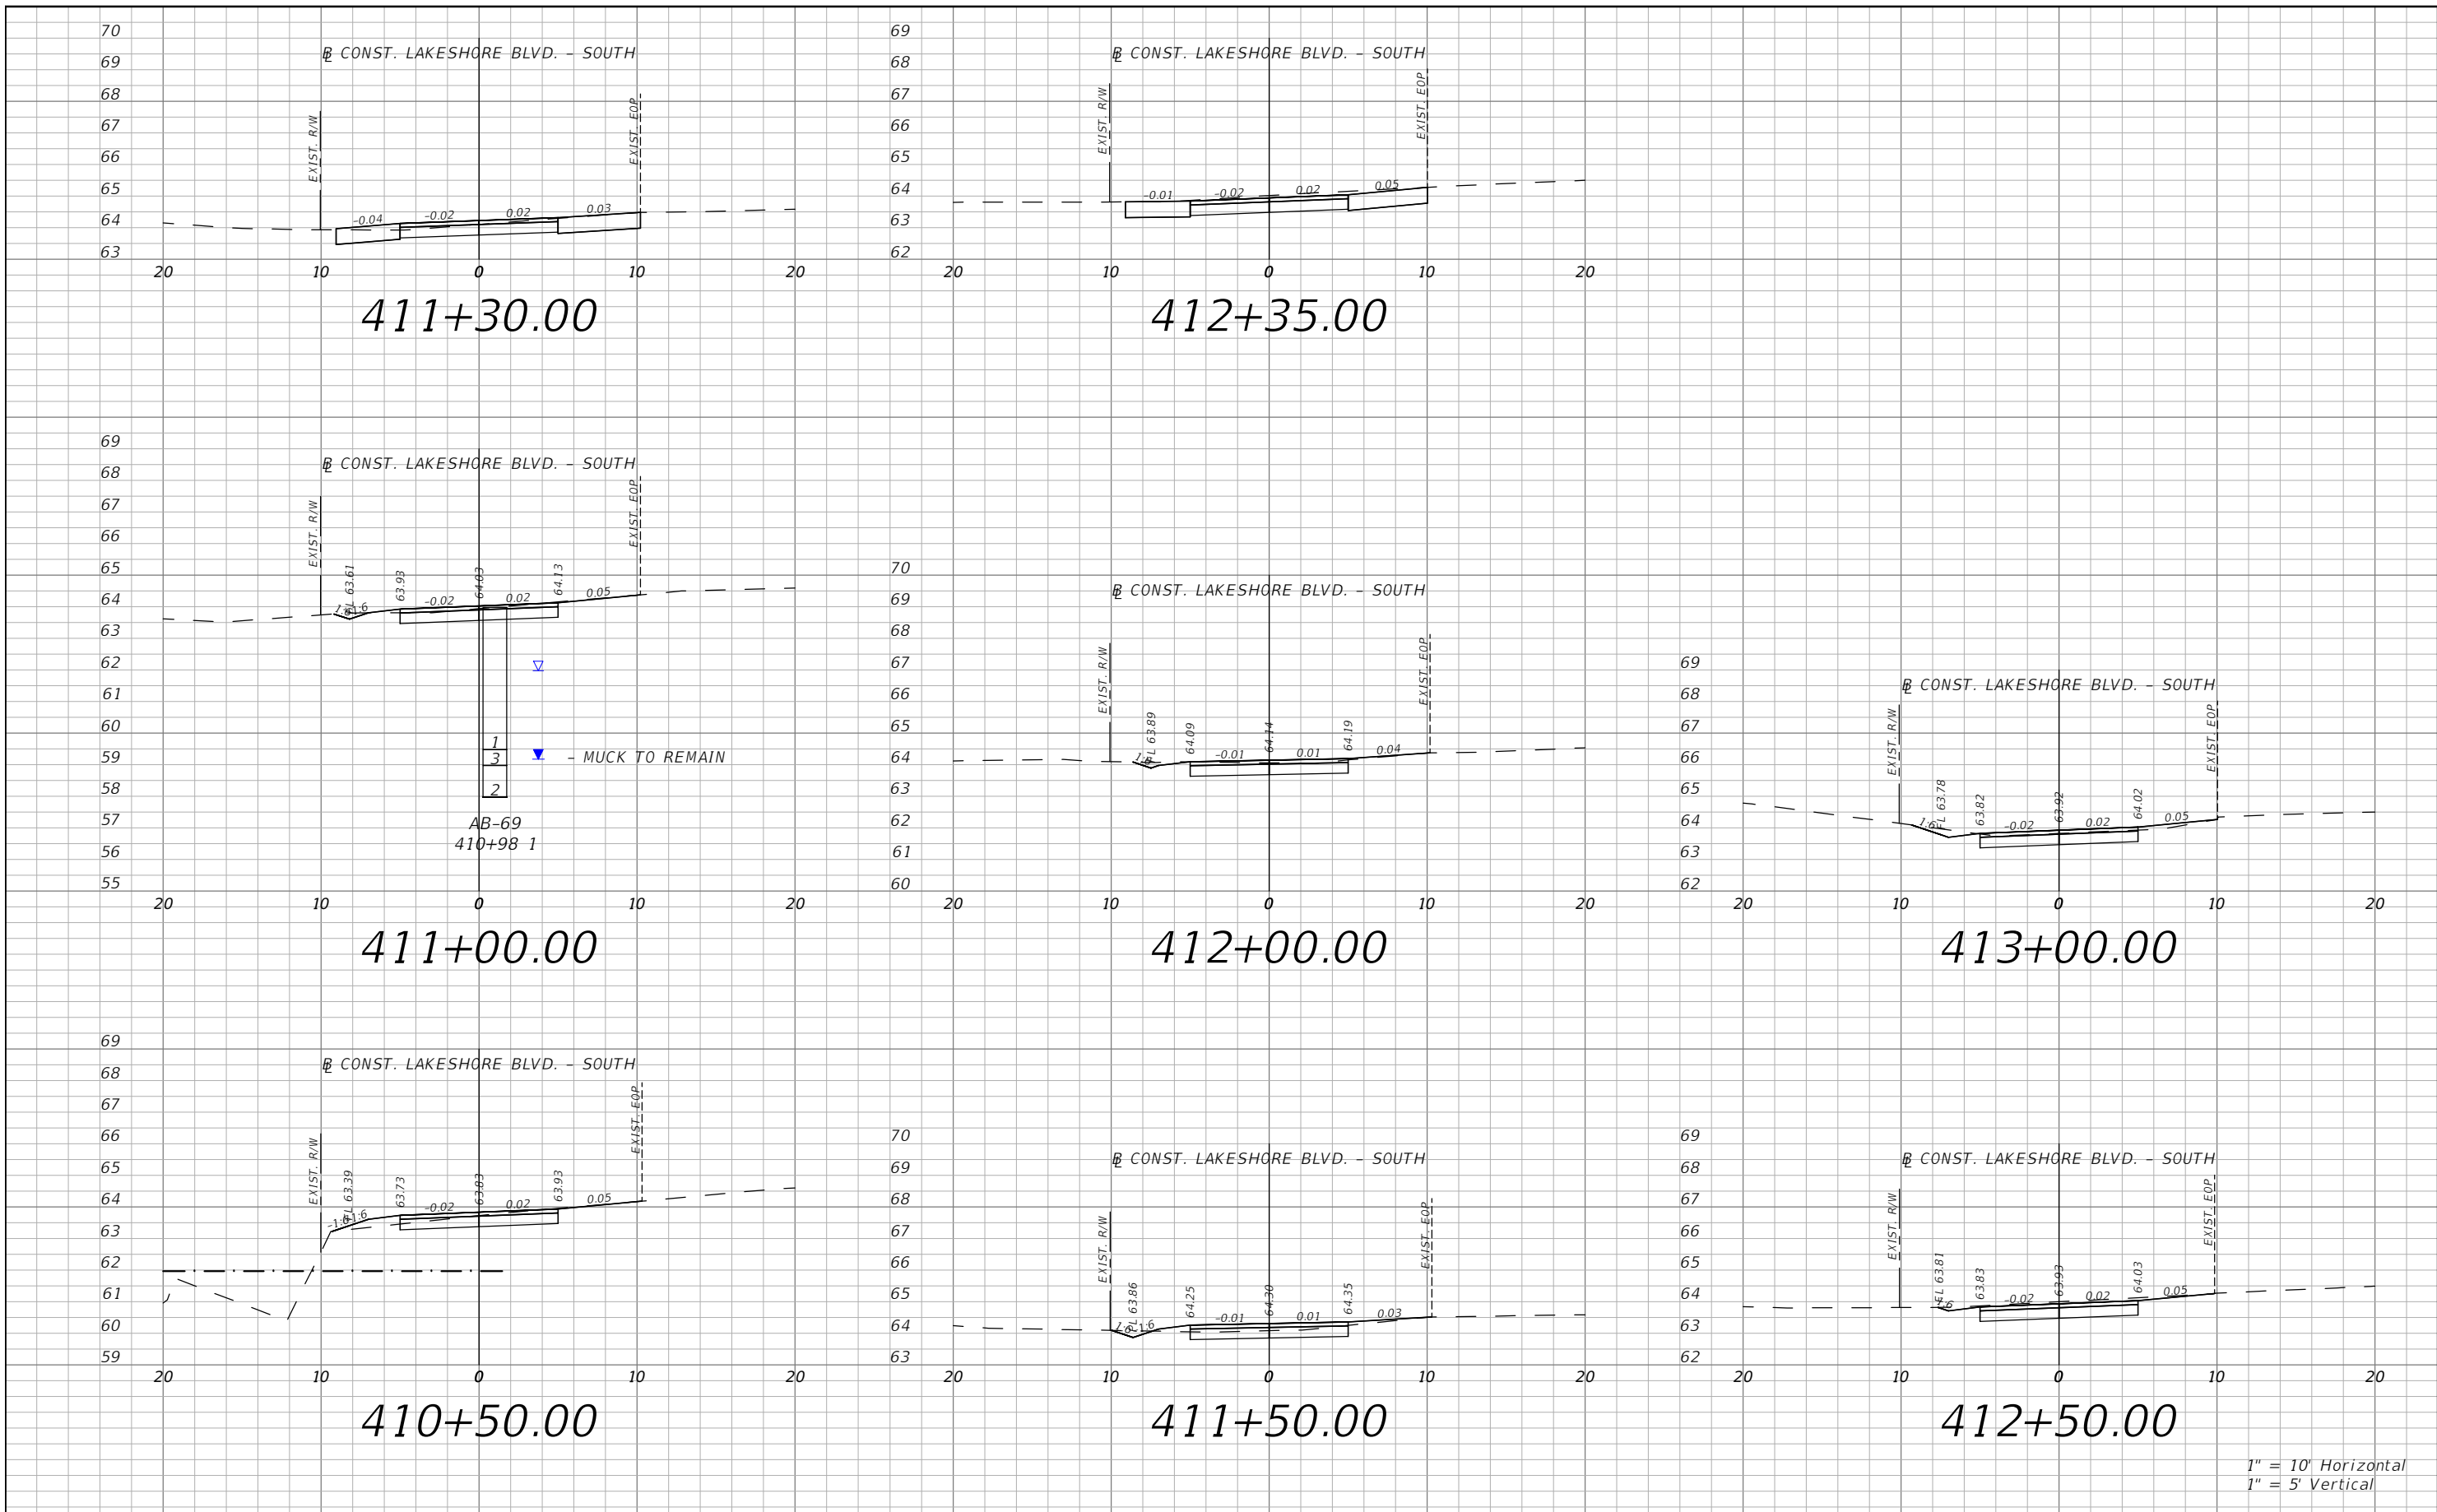 70
69
68
67
66
65
64
63
℄ CONST. LAKESHORE BLVD. – SOUTH
EXIST. R/W
EXIST. EOP
–0.04 –0.02 0.02 0.03
20 10 0 10 20
411+30.00
69
68
67
66
65
64
63
62
CONST. LAKESHORE BLVD. – SOUTH
EXIST. R/W
EXIST. EOP
–0.01 –0.02 0.02 0.05
20 10 0 10 20
412+35.00
69
68
67
66
65
64
63
62
61
60
59
58
57
56
55
CONST. LAKESHORE BLVD. – SOUTH
EXIST. R/W
EXIST. EOP
FL 63.61
63.93
64.03
64.13
1:6
–0.02 0.02 0.05
1
3
2
– MUCK TO REMAIN
AB–69
410+98 1
20 10 0 10 20
411+00.00
70
69
68
67
66
65
64
63
62
61
60
CONST. LAKESHORE BLVD. – SOUTH
EXIST. R/W
EXIST. EOP
FL 63.89
64.09
64.14
64.19
–0.01 0.01 0.04
20 10 0 10 20
412+00.00
69
68
67
66
65
64
63
62
CONST. LAKESHORE BLVD. – SOUTH
EXIST. R/W
EXIST. EOP
FL 63.78
63.82
63.92
64.02
1:6
–0.02 0.02 0.05
20 10 0 10 20
413+00.00
69
68
67
66
65
64
63
62
61
60
59
CONST. LAKESHORE BLVD. – SOUTH
EXIST. R/W
EXIST. EOP
FL 63.39
63.73
63.83
63.93
–1:6 –1:6
–0.02 0.02 0.05
20 10 0 10 20
410+50.00
70
69
68
67
66
65
64
63
CONST. LAKESHORE BLVD. – SOUTH
EXIST. R/W
EXIST. EOP
FL 63.86
64.25
64.30
64.35
1:6 –1:6
–0.01 0.01 0.03
20 10 0 10 20
411+50.00
69
68
67
66
65
64
63
62
CONST. LAKESHORE BLVD. – SOUTH
EXIST. R/W
EXIST. EOP
FL 63.81
63.83
63.93
64.03
1:6
–0.02 0.02 0.05
20 10 0 10 20
412+50.00
1" = 10' Horizontal
1" = 5' Vertical